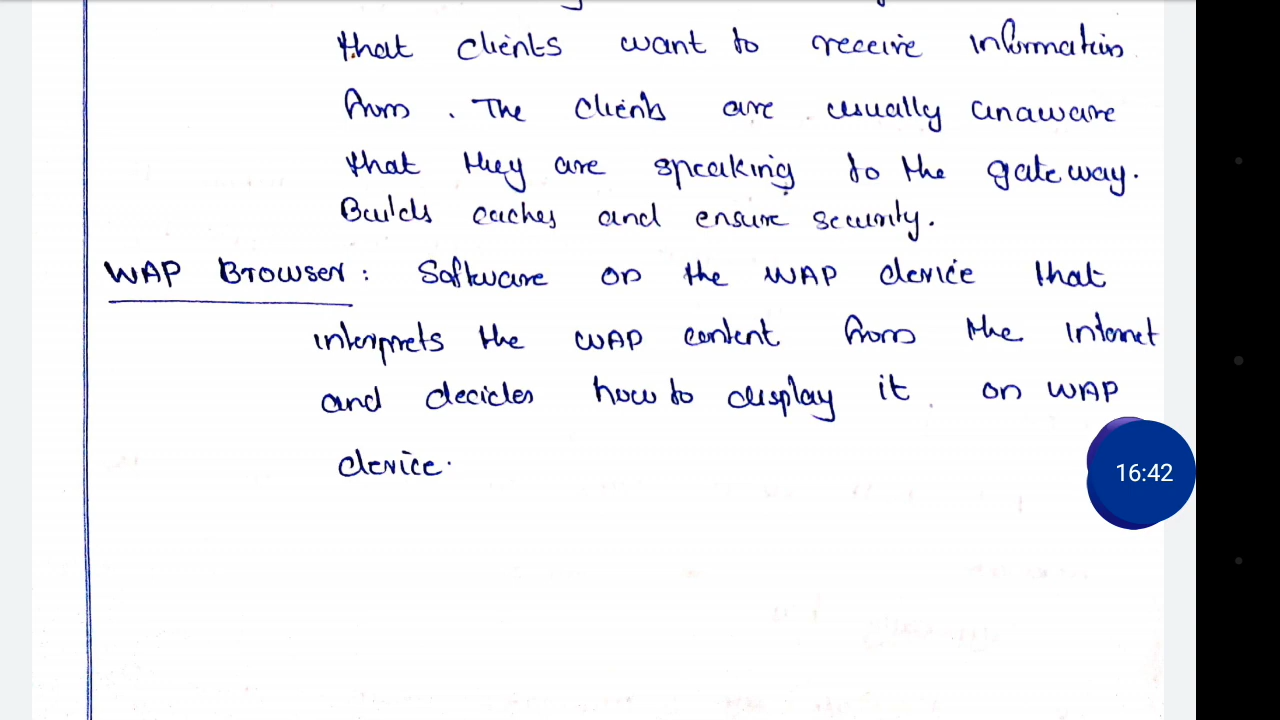 that clients want to receive information
from. The clients are usually unaware
that they are speaking to the gateway.
Builds caches and ensure security.
WAP Browser: Software on the WAP device that
interprets the WAP content from the internet
and decides how to display it on WAP
device.
16:42